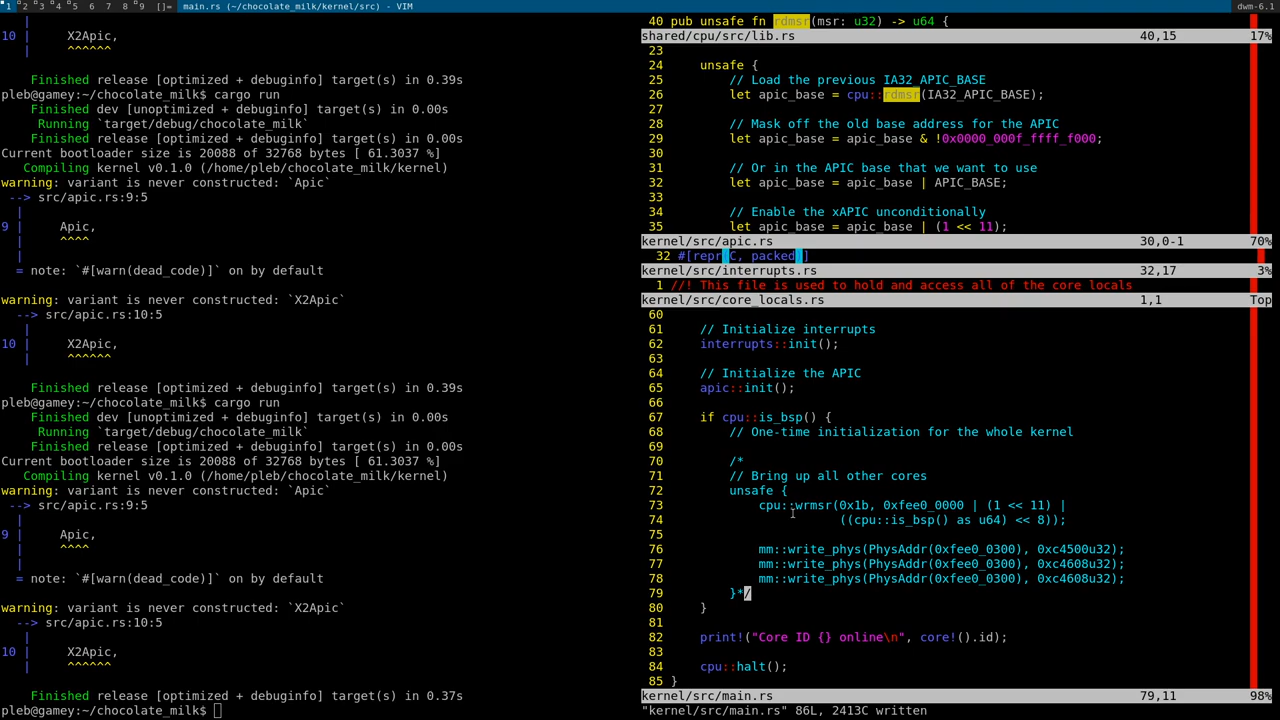 1 2 3 4 5 6 7 8 9 []= main.rs (~/chocolate_milk/kernel/src) - VIM dwm-6.1
|
10 |     X2Apic,
|     ^^^^^^
Finished release [optimized + debuginfo] target(s) in 0.39s
pleb@gamey:~/chocolate_milk$ cargo run
Finished dev [unoptimized + debuginfo] target(s) in 0.00s
Running `target/debug/chocolate_milk`
Finished release [optimized + debuginfo] target(s) in 0.00s
Current bootloader size is 20088 of 32768 bytes [ 61.3037 %]
Compiling kernel v0.1.0 (/home/pleb/chocolate_milk/kernel)
warning: variant is never constructed: `Apic`
--> src/apic.rs:9:5
|
9 |     Apic,
|     ^^^^
|
= note: `#[warn(dead_code)]` on by default
warning: variant is never constructed: `X2Apic`
--> src/apic.rs:10:5
|
10 |     X2Apic,
|     ^^^^^^
Finished release [optimized + debuginfo] target(s) in 0.39s
pleb@gamey:~/chocolate_milk$ cargo run
Finished dev [unoptimized + debuginfo] target(s) in 0.00s
Running `target/debug/chocolate_milk`
Finished release [optimized + debuginfo] target(s) in 0.00s
Current bootloader size is 20088 of 32768 bytes [ 61.3037 %]
Compiling kernel v0.1.0 (/home/pleb/chocolate_milk/kernel)
warning: variant is never constructed: `Apic`
--> src/apic.rs:9:5
|
9 |     Apic,
|     ^^^^
|
= note: `#[warn(dead_code)]` on by default
warning: variant is never constructed: `X2Apic`
--> src/apic.rs:10:5
|
10 |     X2Apic,
|     ^^^^^^
Finished release [optimized + debuginfo] target(s) in 0.37s
pleb@gamey:~/chocolate_milk$
40 pub unsafe fn rdmsr(msr: u32) -> u64 {
shared/cpu/src/lib.rs 40,15 17%
23
24     unsafe {
25         // Load the previous IA32_APIC_BASE
26         let apic_base = cpu::rdmsr(IA32_APIC_BASE);
27
28         // Mask off the old base address for the APIC
29         let apic_base = apic_base & !0x0000_000f_ffff_f000;
30
31         // Or in the APIC base that we want to use
32         let apic_base = apic_base | APIC_BASE;
33
34         // Enable the xAPIC unconditionally
35         let apic_base = apic_base | (1 << 11);
kernel/src/apic.rs 30,0-1 70%
32 #[repr(C, packed)]
kernel/src/interrupts.rs 32,17 3%
1 //! This file is used to hold and access all of the core locals
kernel/src/core_locals.rs 1,1 Top
60
61     // Initialize interrupts
62     interrupts::init();
63
64     // Initialize the APIC
65     apic::init();
66
67     if cpu::is_bsp() {
68         // One-time initialization for the whole kernel
69
70         /*
71         // Bring up all other cores
72         unsafe {
73             cpu::wrmsr(0x1b, 0xfee0_0000 | (1 << 11) |
74                        ((cpu::is_bsp() as u64) << 8));
75
76             mm::write_phys(PhysAddr(0xfee0_0300), 0xc4500u32);
77             mm::write_phys(PhysAddr(0xfee0_0300), 0xc4608u32);
78             mm::write_phys(PhysAddr(0xfee0_0300), 0xc4608u32);
79         }*/
80     }
81
82     print!("Core ID {} online\n", core!().id);
83
84     cpu::halt();
85 }
kernel/src/main.rs 79,11 98%
"kernel/src/main.rs" 86L, 2413C written